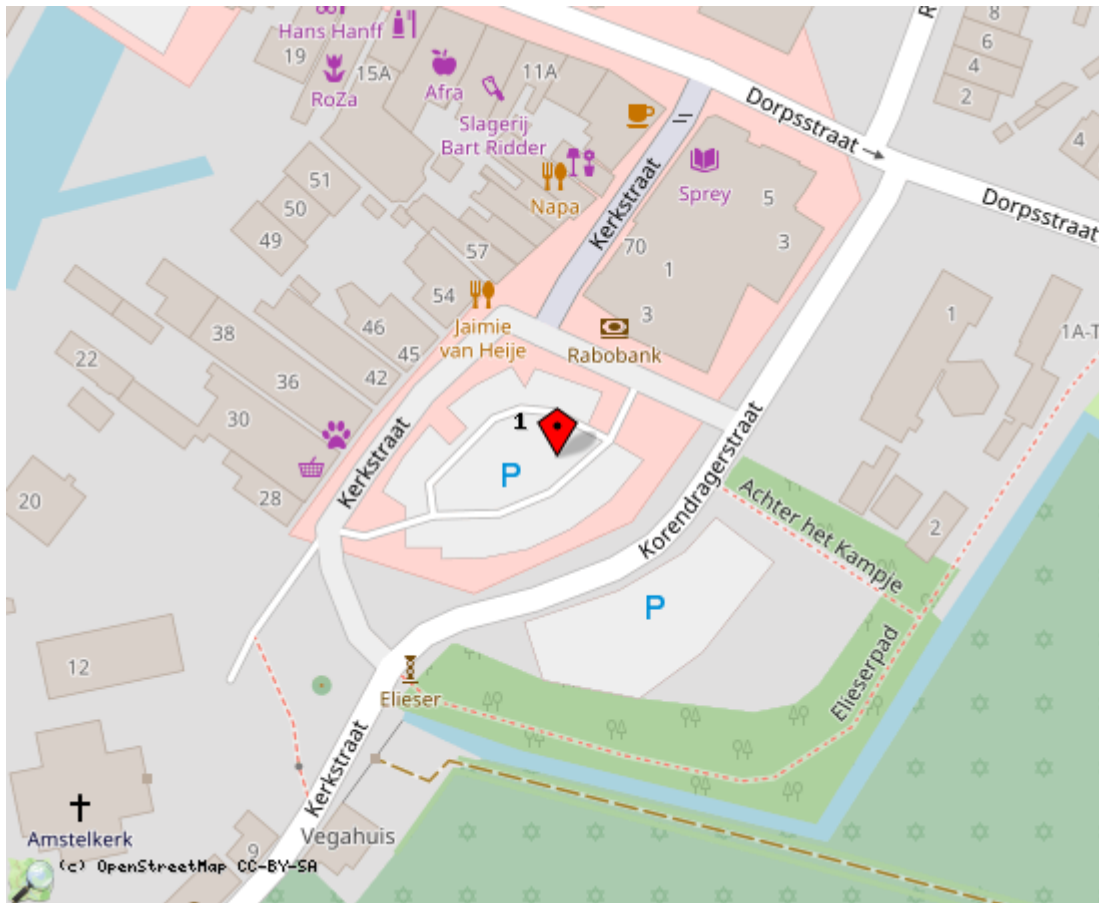 Hans Hanff
19
15A
RoZa
Afra
11A
Slagerij
Bart Ridder
Napa
8
6
4
2
4
Dorpsstraat →
Dorpsstraat
Sprey
5
3
70
1
3
Kerkstraat
51
50
49
57
54
Jaimie
van Heije
Rabobank
46
45
42
38
36
22
30
28
20
1
1A-T
1
P
Kerkstraat
Korendragerstraat
Achter het Kampje
2
P
Elieserpad
12
Elieser
Kerkstraat
Amstelkerk
Vegahuis
9
(c) OpenStreetMap CC-BY-SA